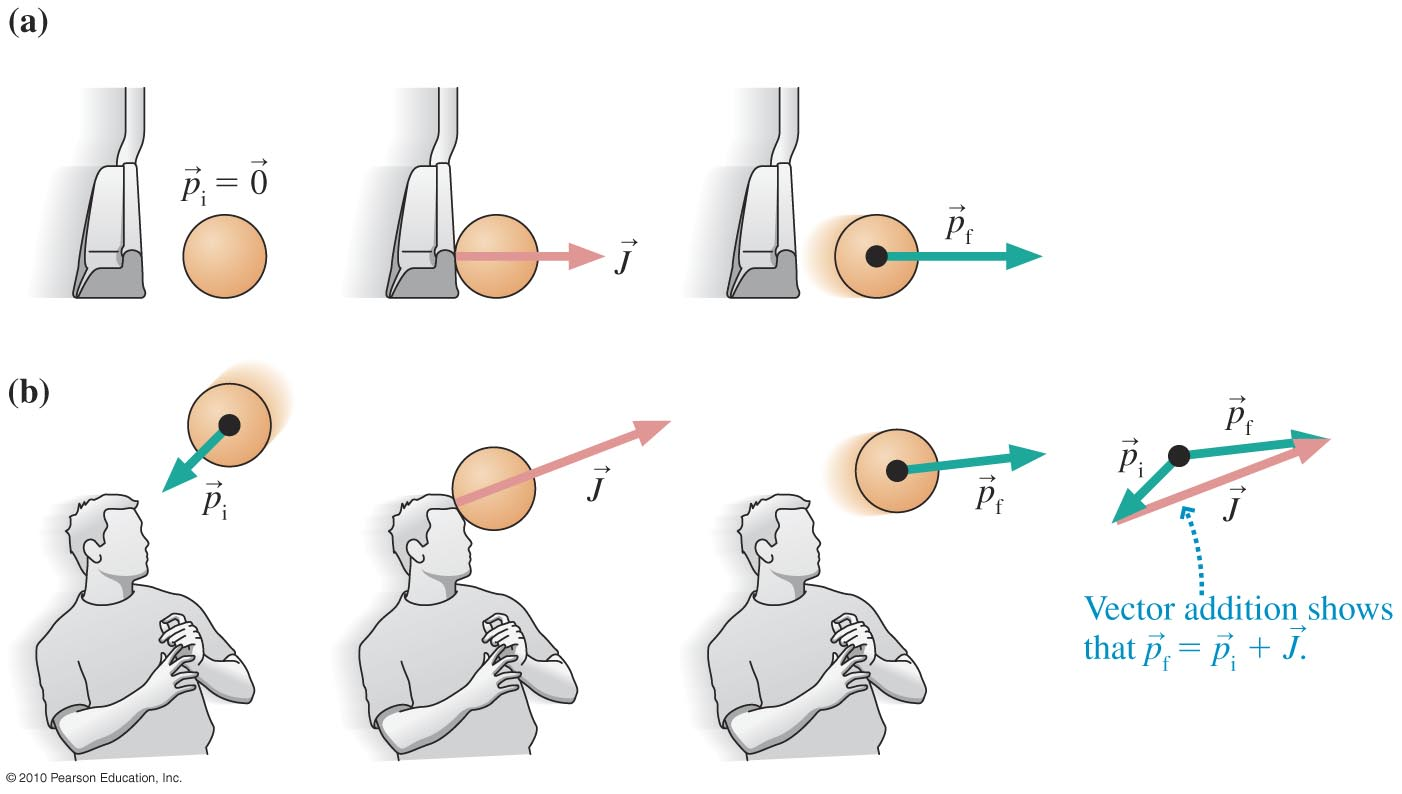 (a)
p⃗ᵢ = 0⃗
J⃗
p⃗f
(b)
p⃗ᵢ
J⃗
p⃗f
p⃗ᵢ
p⃗f
J⃗
Vector addition shows
that p⃗f = p⃗ᵢ + J⃗.
© 2010 Pearson Education, Inc.